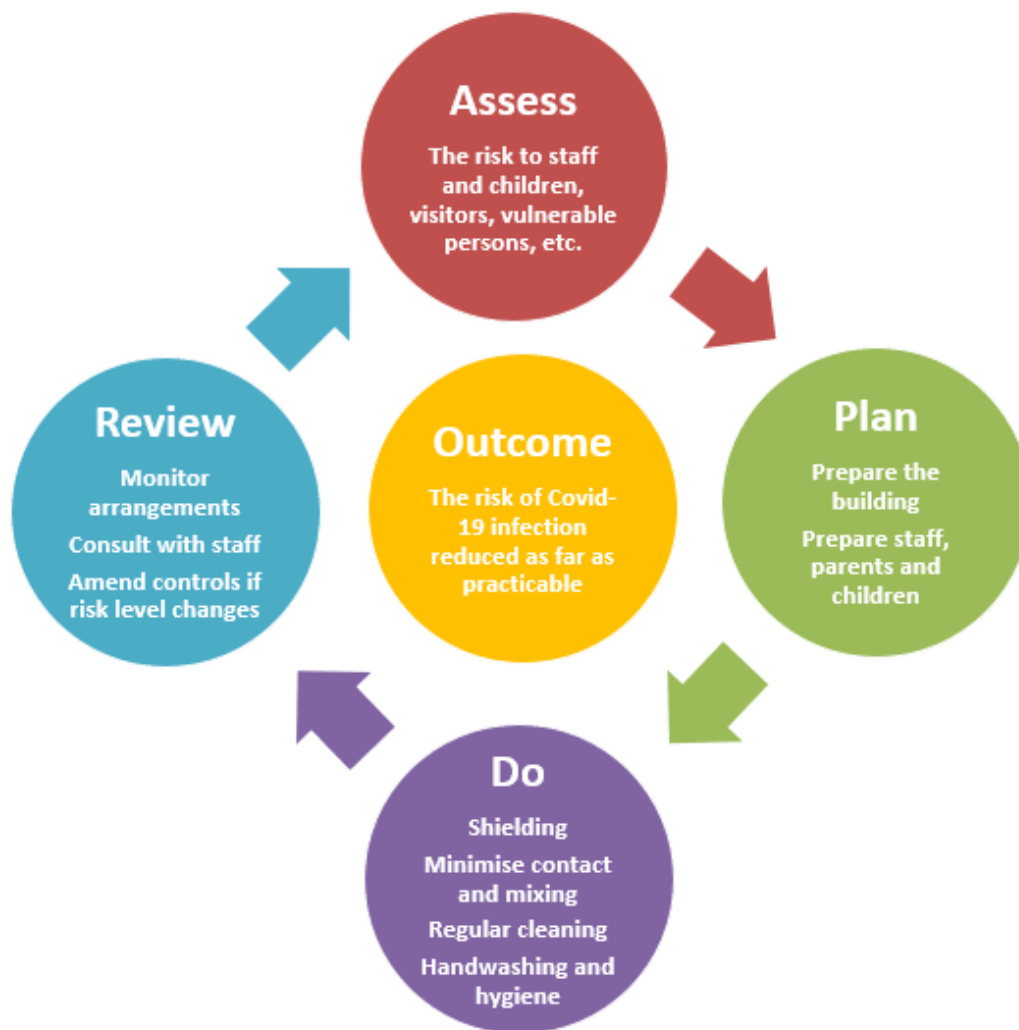 Assess
The risk to staff
and children,
visitors, vulnerable
persons, etc.
Plan
Prepare the
building
Prepare staff,
parents and
children
Do
Shielding
Minimise contact
and mixing
Regular cleaning
Handwashing and
hygiene
Review
Monitor
arrangements
Consult with staff
Amend controls if
risk level changes
Outcome
The risk of Covid-
19 infection
reduced as far as
practicable